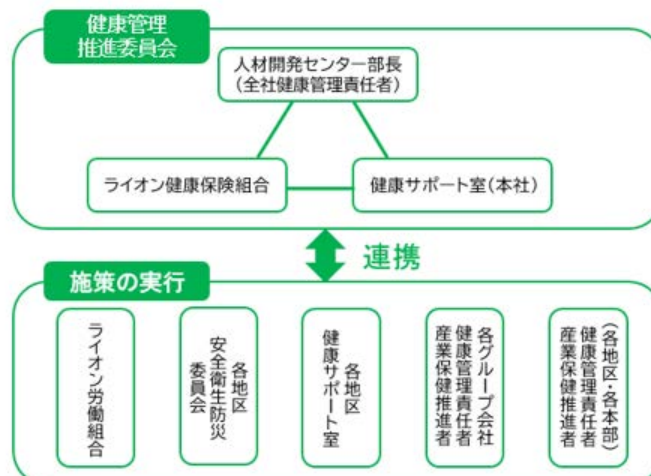 健康管理
推進委員会
人材開発センター部長
（全社健康管理責任者）
ライオン健康保険組合
健康サポート室（本社）
連携
施策の実行
ライオン労働組合
各地区
安全衛生防災
委員会
各地区
健康サポート室
各グループ会社
健康管理責任者
産業保健推進者
（各地区・各本部）
健康管理責任者
産業保健推進者